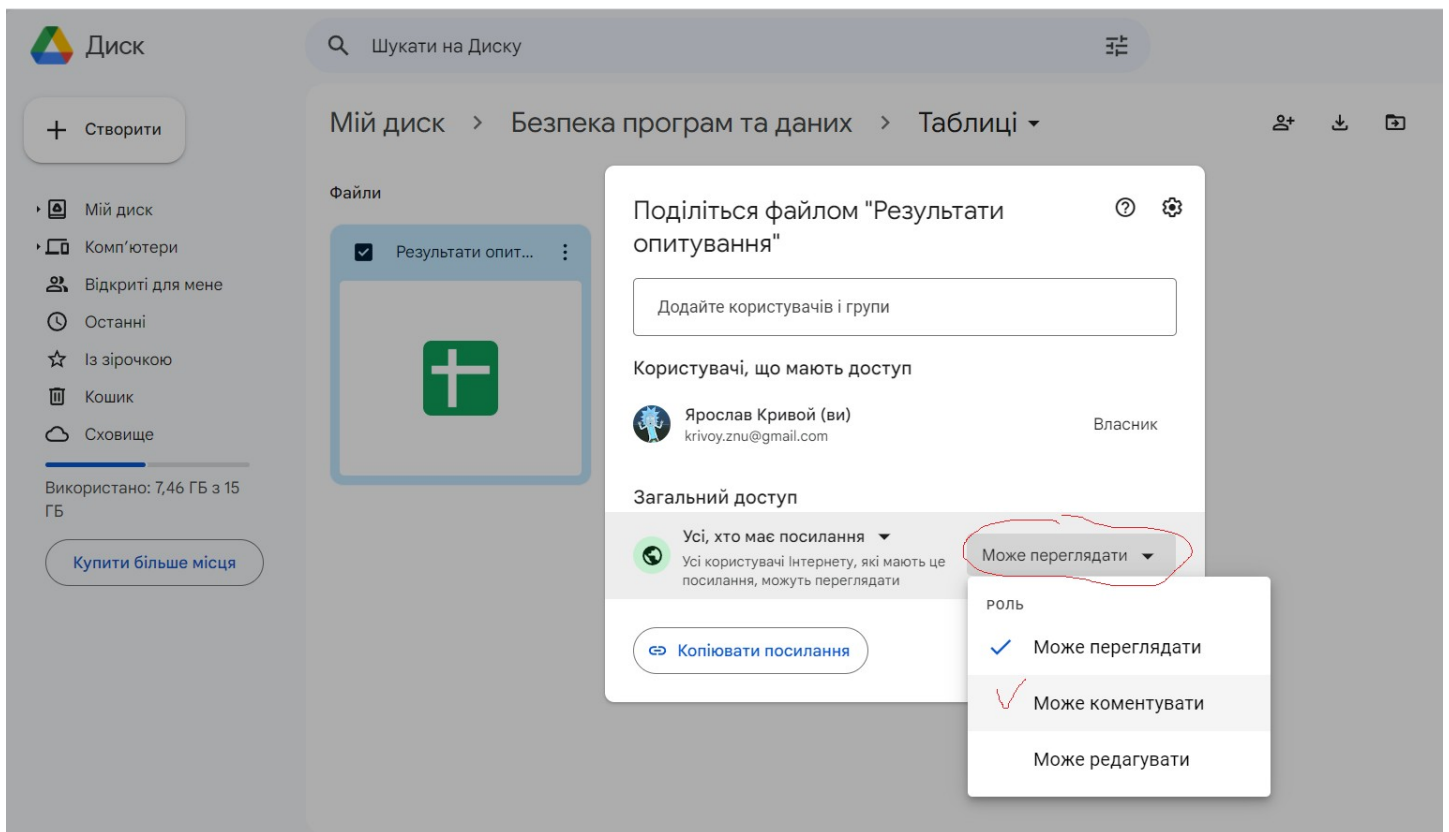 Диск
Шукати на Диску
Створити
Мій диск > Безпека програм та даних > Таблиці
Мій диск
Комп’ютери
Відкриті для мене
Останні
Із зірочкою
Кошик
Сховище
Використано: 7,46 ГБ з 15
ГБ
Купити більше місця
Файли
Результати опит...
Поділіться файлом "Результати
опитування"
Додайте користувачів і групи
Користувачі, що мають доступ
Ярослав Кривой (ви)
krivoy.znu@gmail.com
Власник
Загальний доступ
Усі, хто має посилання
Усі користувачі Інтернету, які мають це
посилання, можуть переглядати
Може переглядати
Копіювати посилання
РОЛЬ
Може переглядати
Може коментувати
Може редагувати